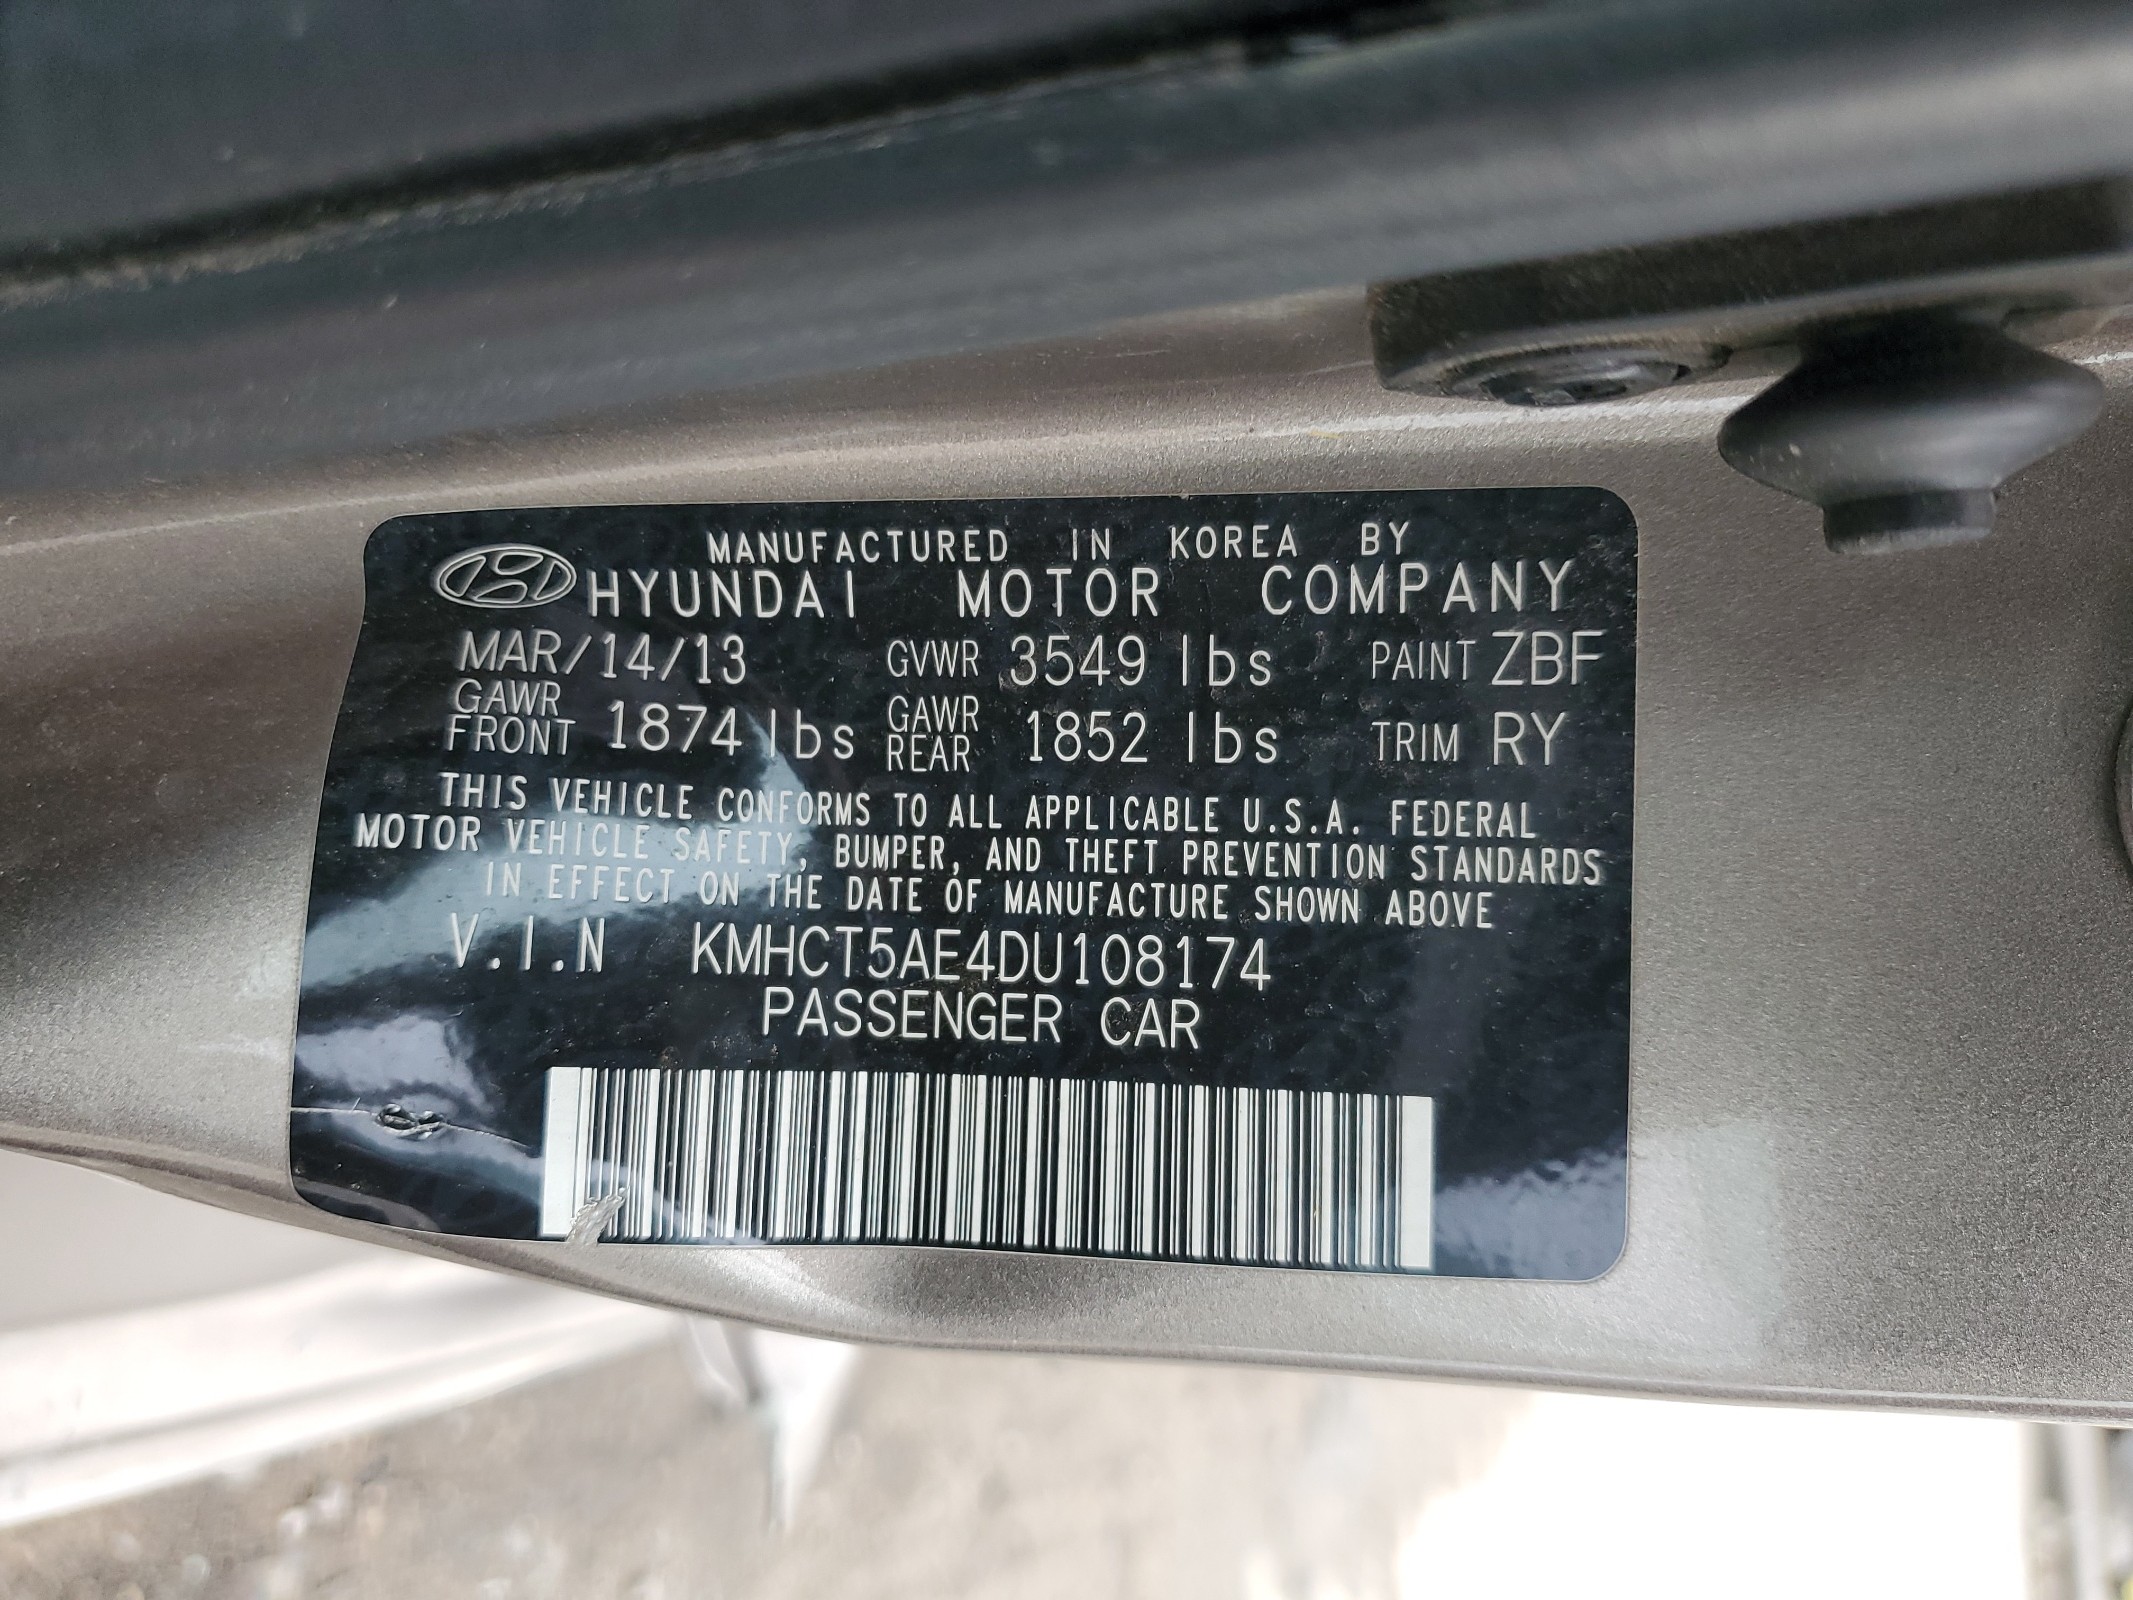 MANUFACTURED IN KOREA BY
HYUNDAI MOTOR COMPANY
MAR/14/13 GVWR 3549 lbs PAINT ZBF
GAWR FRONT 1874 lbs GAWR REAR 1852 lbs TRIM RY
THIS VEHICLE CONFORMS TO ALL APPLICABLE U.S.A. FEDERAL
MOTOR VEHICLE SAFETY, BUMPER, AND THEFT PREVENTION STANDARDS
IN EFFECT ON THE DATE OF MANUFACTURE SHOWN ABOVE
V.I.N KMHCT5AE4DU108174
PASSENGER CAR